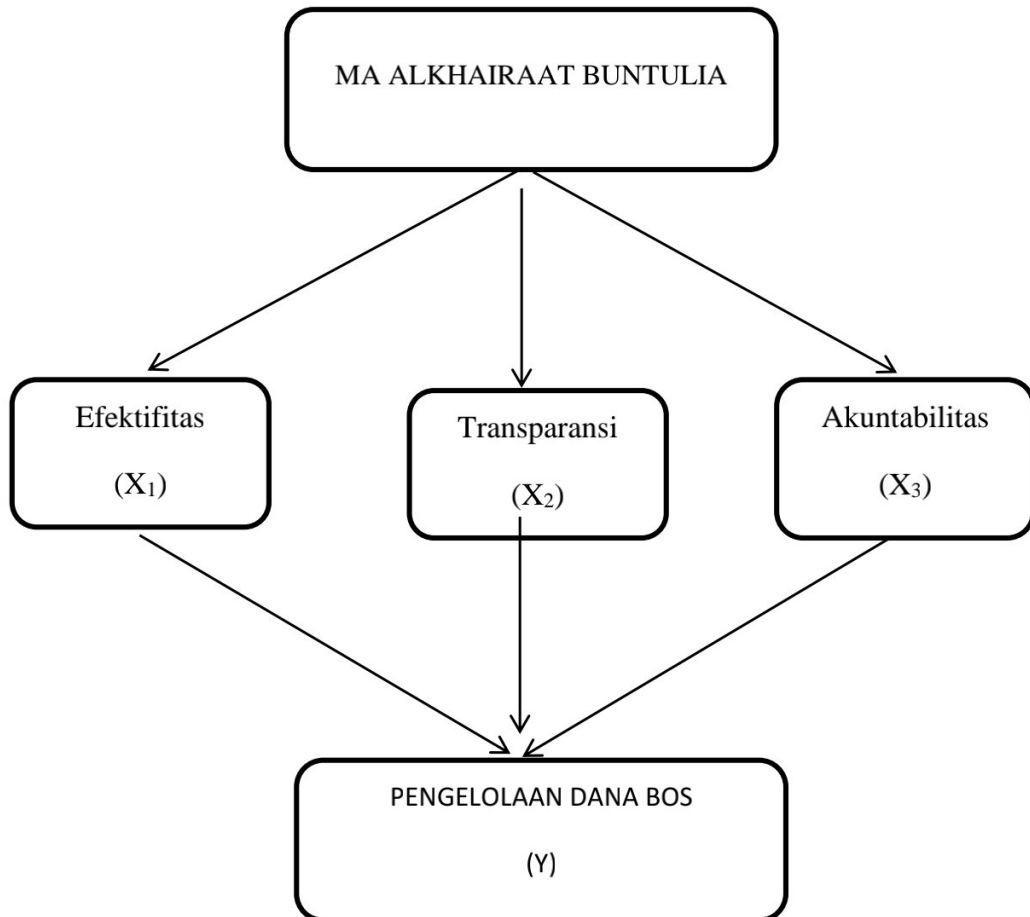 MA ALKHAIRAAT BUNTULIA
Efektifitas
(X₁)
Transparansi
(X₂)
Akuntabilitas
(X₃)
PENGELOLAAN DANA BOS
(Y)